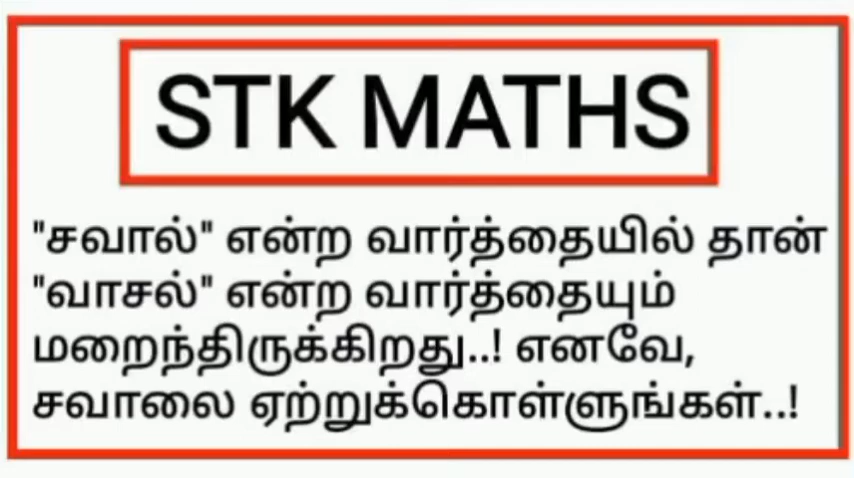 STK MATHS
"சவால்" என்ற வார்த்தையில் தான்
"வாசல்" என்ற வார்த்தையும்
மறைந்திருக்கிறது..! எனவே,
சவாலை ஏற்றுக்கொள்ளுங்கள்..!